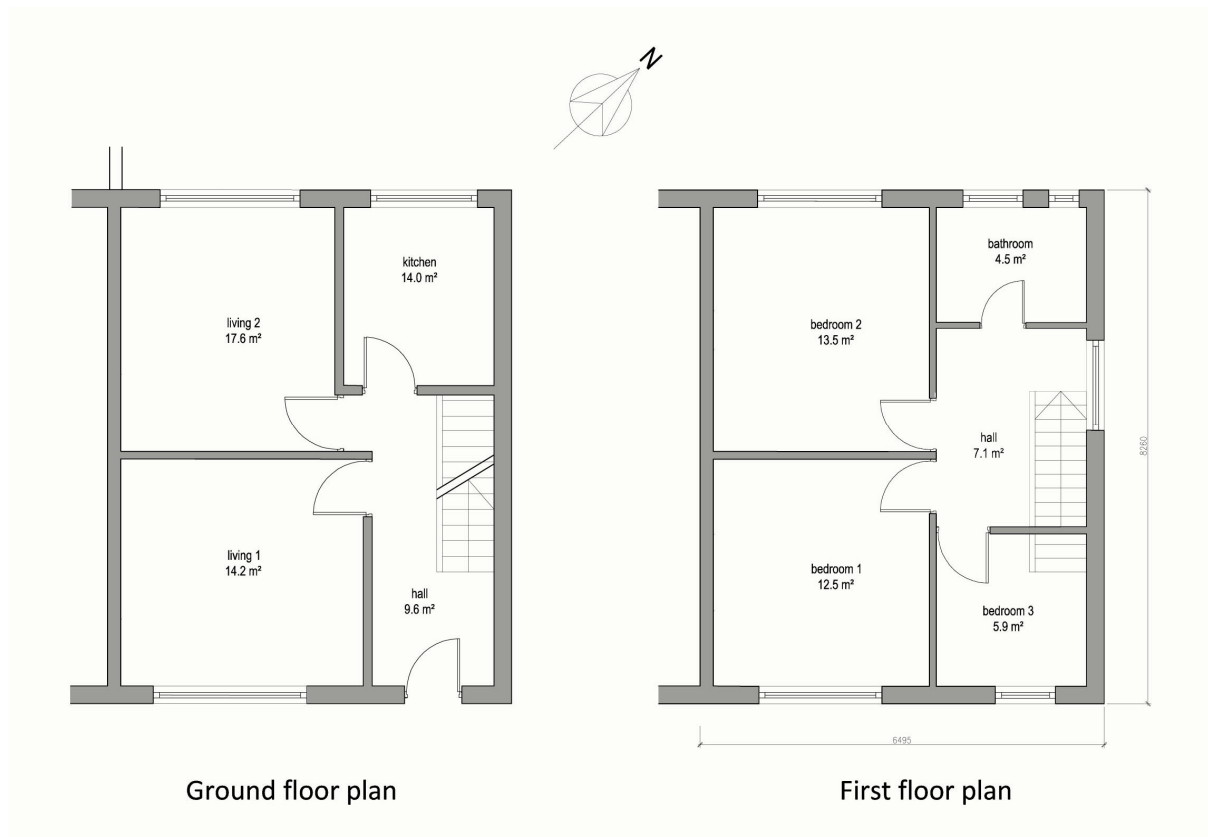 N
living 2
17.6 m²
kitchen
14.0 m²
living 1
14.2 m²
hall
9.6 m²
Ground floor plan
bedroom 2
13.5 m²
bathroom
4.5 m²
hall
7.1 m²
bedroom 1
12.5 m²
bedroom 3
5.9 m²
8260
6495
First floor plan